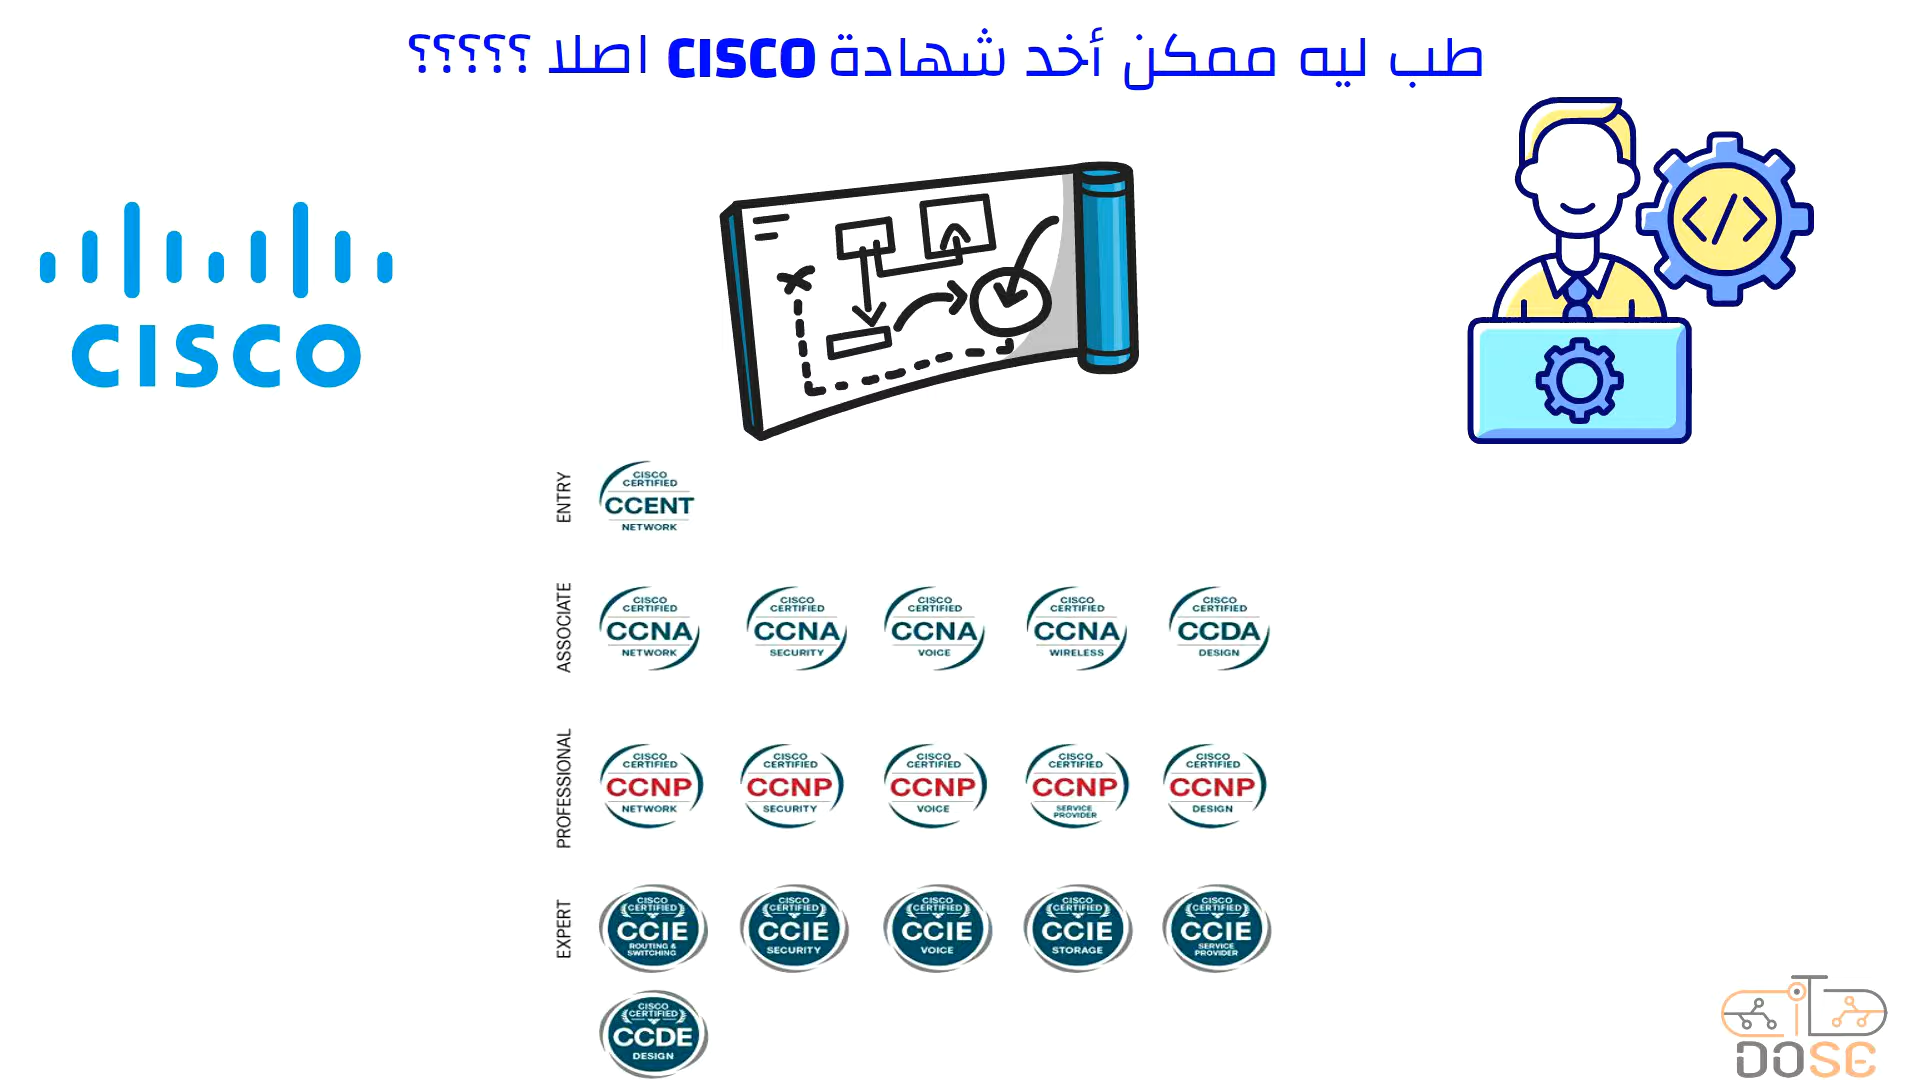 طب ليه ممكن أخد شهادة CISCO اصلا ؟؟؟؟؟
CISCO
</>
ENTRY
CISCO
CERTIFIED
CCENT
NETWORK
ASSOCIATE
CISCO
CERTIFIED
CCNA
NETWORK
CISCO
CERTIFIED
CCNA
SECURITY
CISCO
CERTIFIED
CCNA
VOICE
CISCO
CERTIFIED
CCNA
WIRELESS
CISCO
CERTIFIED
CCDA
DESIGN
PROFESSIONAL
CISCO
CERTIFIED
CCNP
NETWORK
CISCO
CERTIFIED
CCNP
SECURITY
CISCO
CERTIFIED
CCNP
VOICE
CISCO
CERTIFIED
CCNP
SERVICE
PROVIDER
CISCO
CERTIFIED
CCNP
DESIGN
EXPERT
CISCO
CERTIFIED
CCIE
ROUTING &
SWITCHING
CISCO
CERTIFIED
CCIE
SECURITY
CISCO
CERTIFIED
CCIE
VOICE
CISCO
CERTIFIED
CCIE
STORAGE
CISCO
CERTIFIED
CCIE
SERVICE
PROVIDER
CISCO
CERTIFIED
CCDE
DESIGN
DOSE